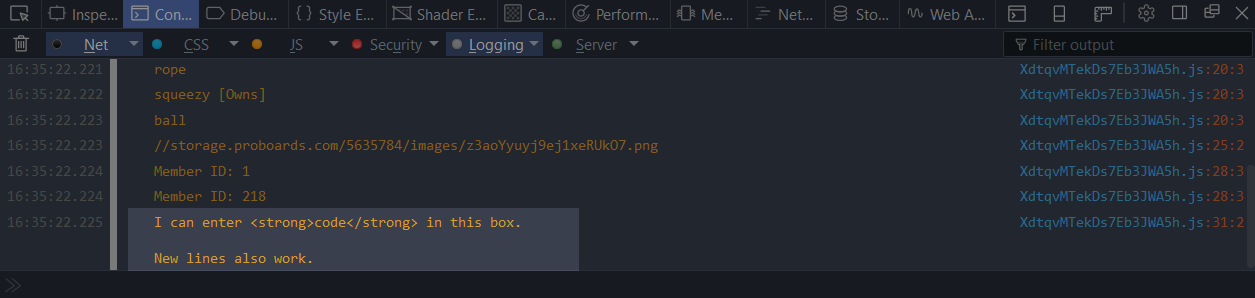 Inspe... Con... Debu... { } Style E... Shader E... Ca... Perform... Me... Net... Sto... Web A...
Net CSS JS Security Logging Server Filter output
16:35:22.221 rope XdtqvMTekDs7Eb3JWA5h.js:20:3
16:35:22.222 squeezy [Owns] XdtqvMTekDs7Eb3JWA5h.js:20:3
16:35:22.223 ball XdtqvMTekDs7Eb3JWA5h.js:20:3
16:35:22.223 //storage.proboards.com/5635784/images/z3aoYyuyj9ej1xeRUkO7.png XdtqvMTekDs7Eb3JWA5h.js:25:2
16:35:22.224 Member ID: 1 XdtqvMTekDs7Eb3JWA5h.js:28:3
16:35:22.224 Member ID: 218 XdtqvMTekDs7Eb3JWA5h.js:28:3
16:35:22.225 I can enter <strong>code</strong> in this box. XdtqvMTekDs7Eb3JWA5h.js:31:2
New lines also work.